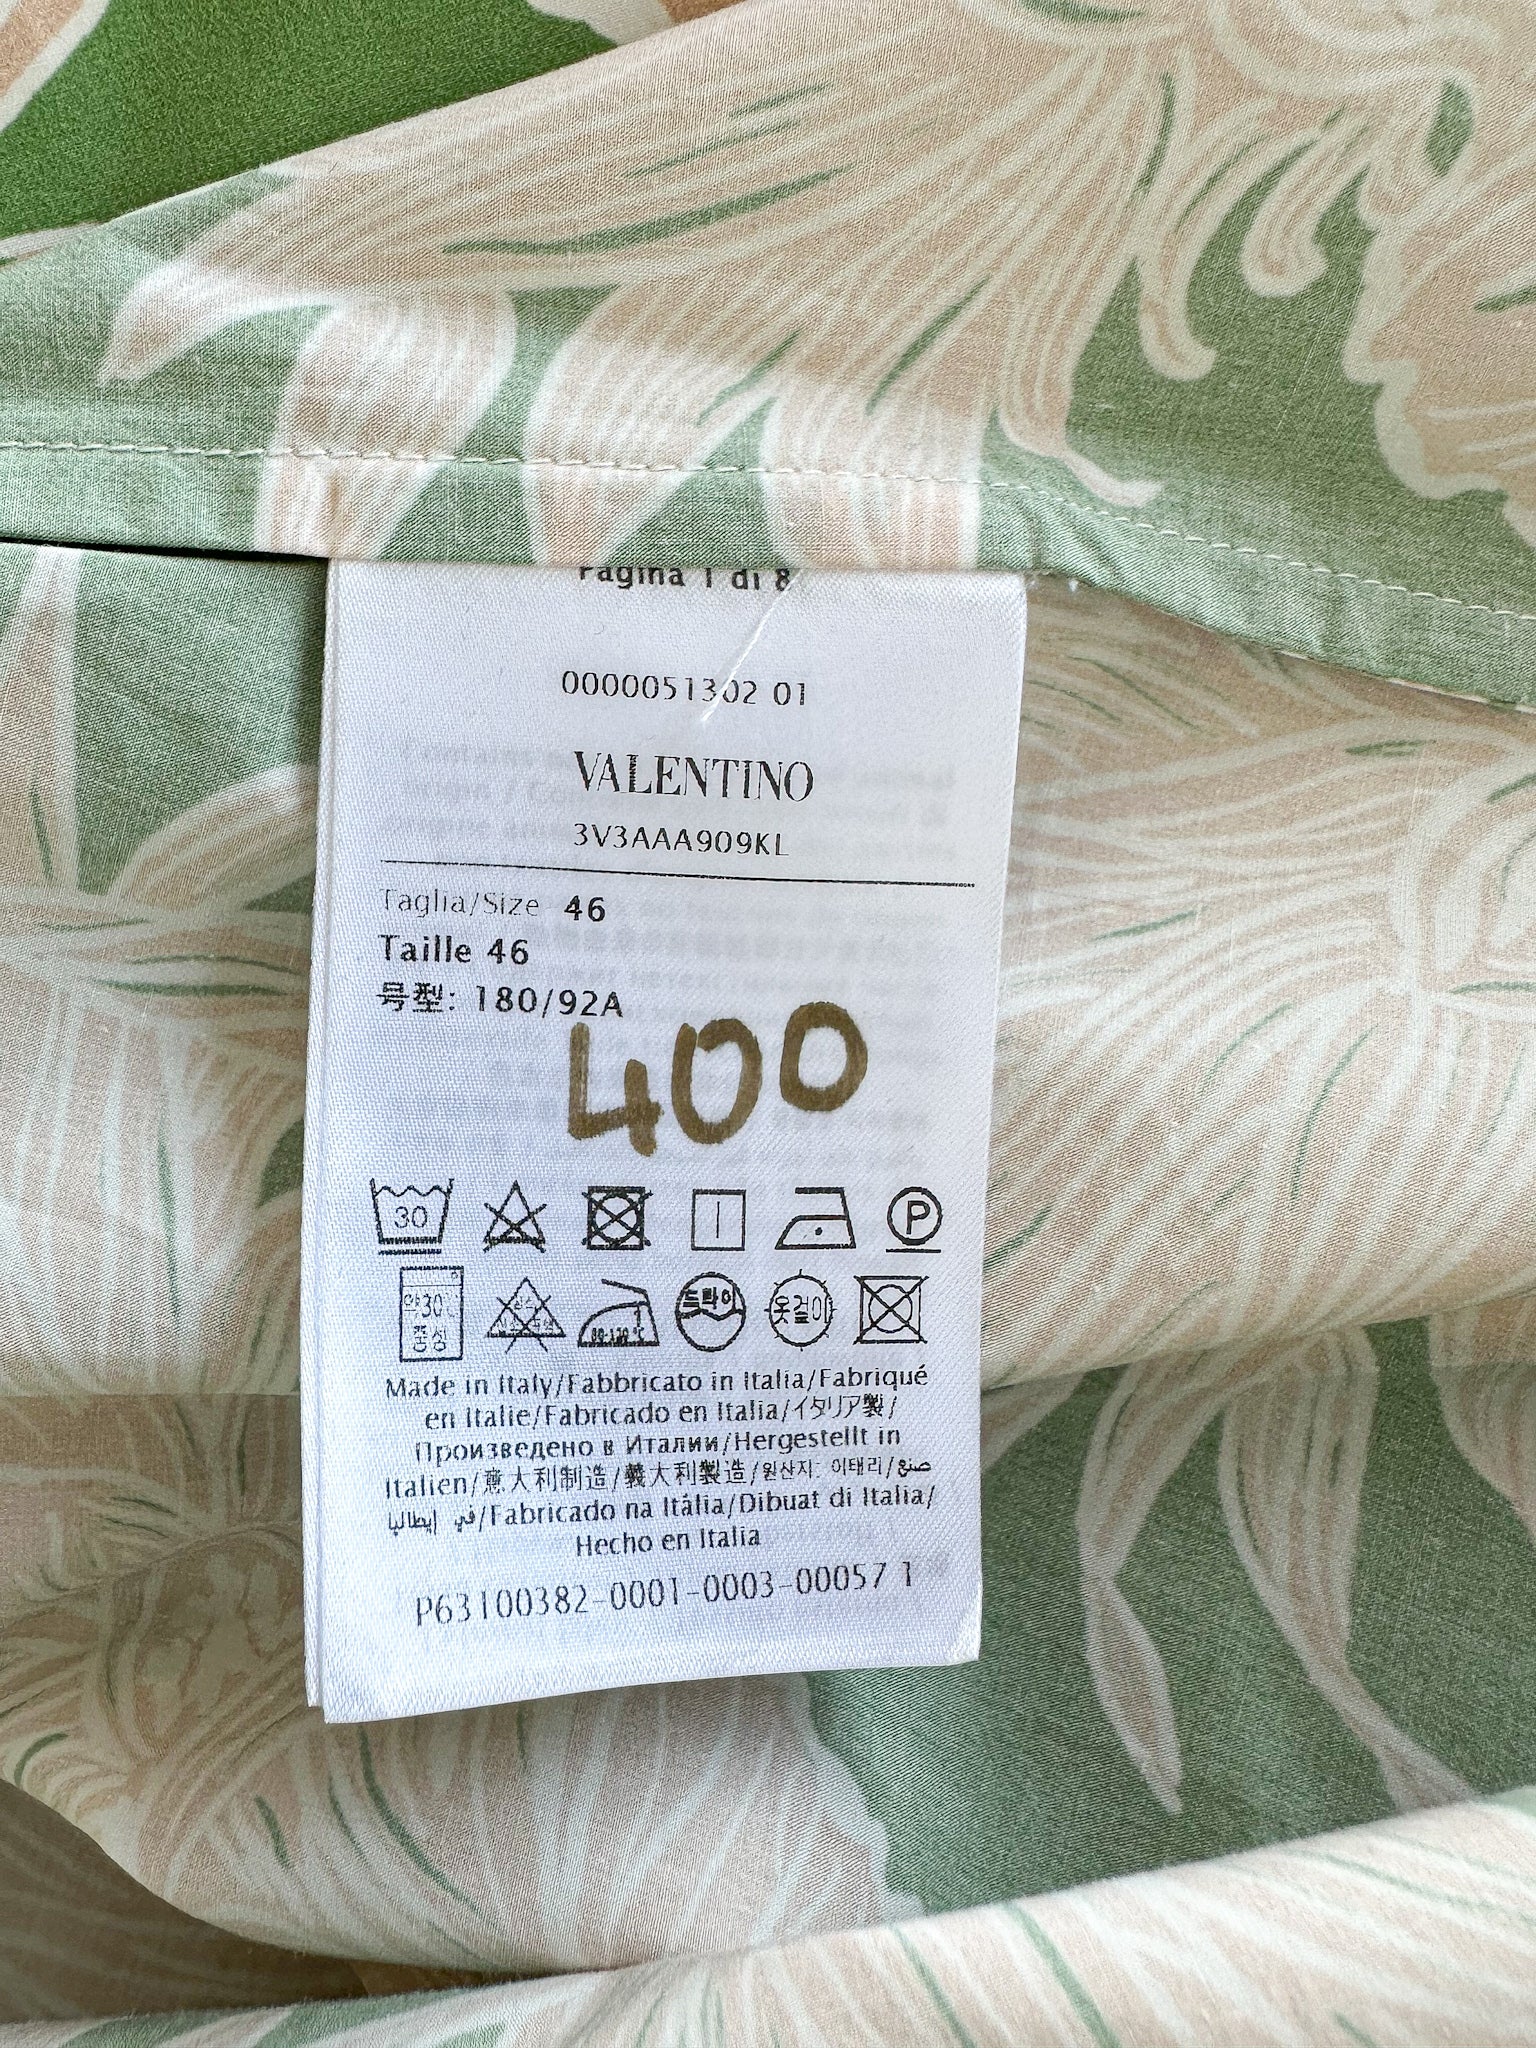 Pagina 1 di 8
0000051302 01
VALENTINO
3V3AAA909KL
Taglia/Size 46
Taille 46
号型: 180/92A
400
30 P
약30℃ 중성 80-120℃ 드라이 옷걸이
Made in Italy/Fabbricato in Italia/Fabriqué
en Italie/Fabricado en Italia/イタリア製/
Произведено в Италии/Hergestellt in
Italien/意大利制造/義大利製造/원산지: 이태리/صنع
في إيطاليا/Fabricado na Itália/Dibuat di Italia/
Hecho en Italia
P63100382-0001-0003-00057 1